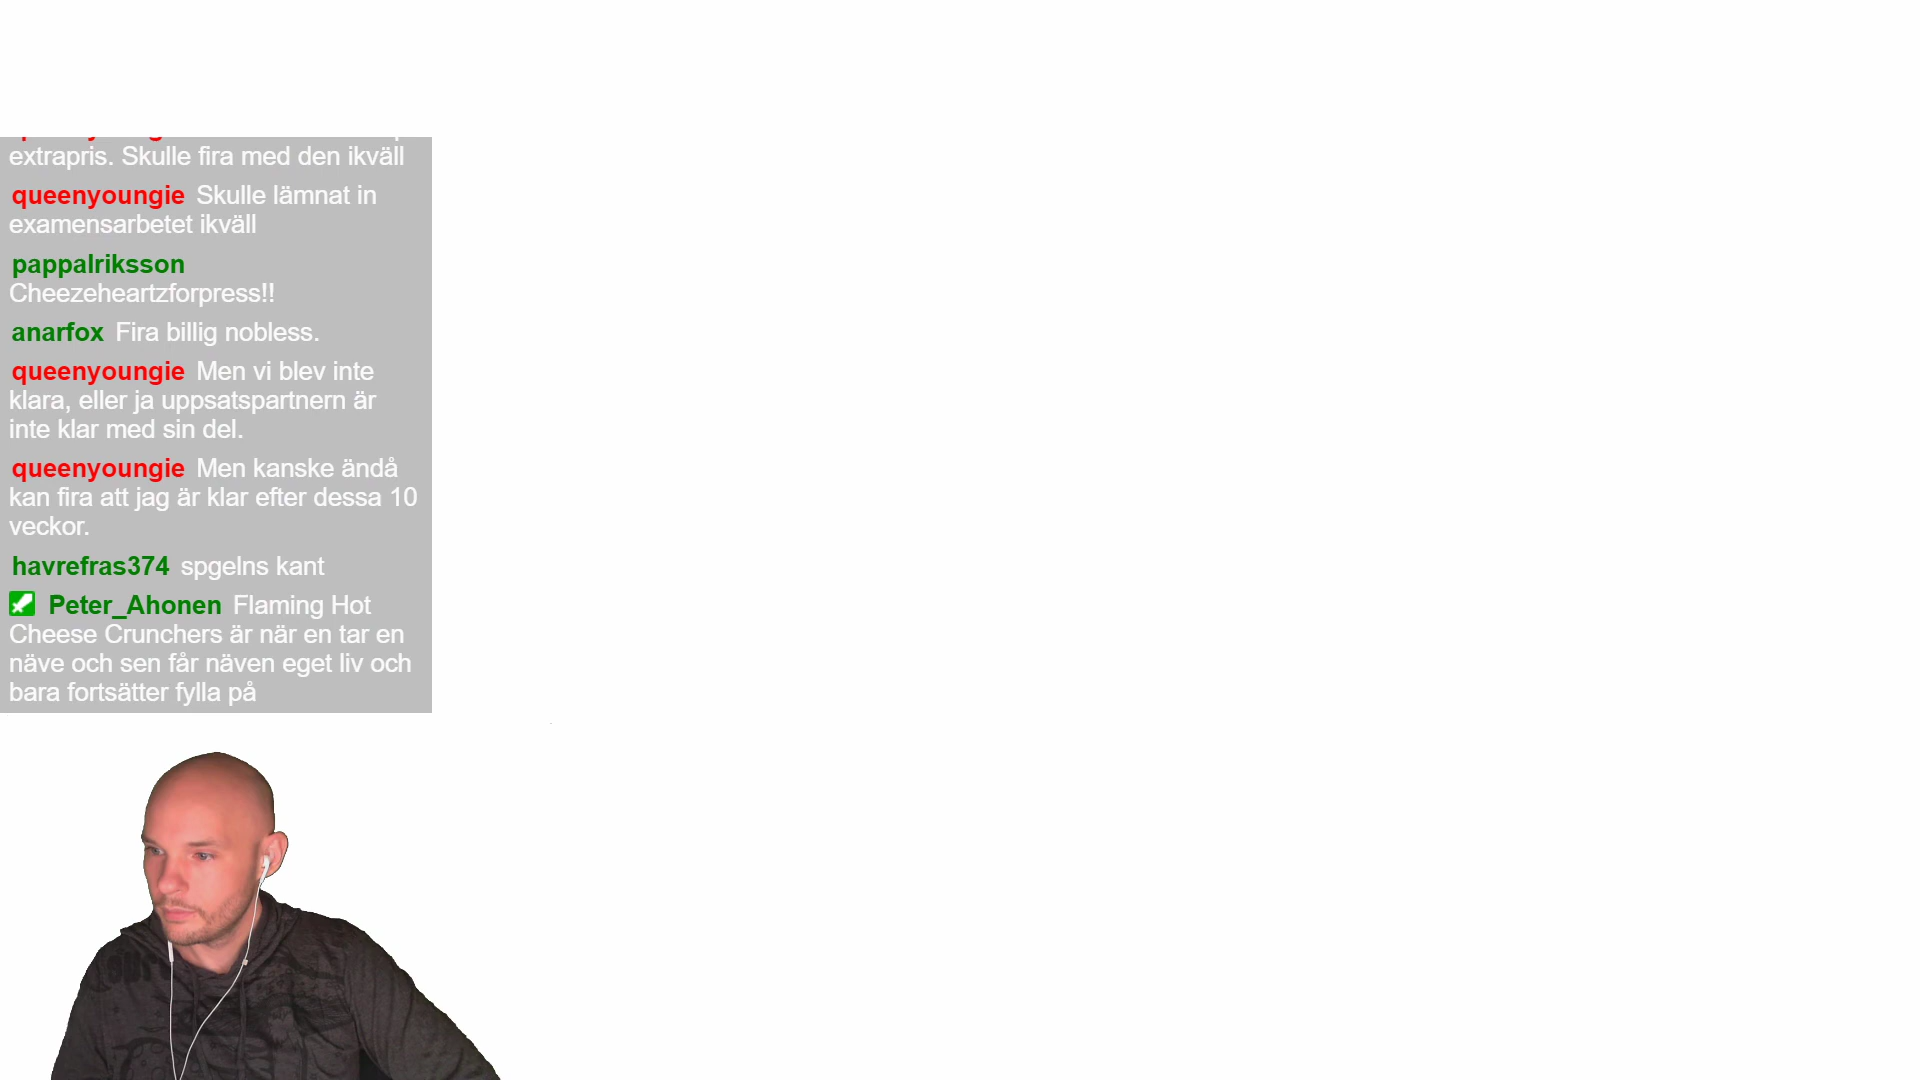 extrapris. Skulle fira med den ikväll
queenyoungie Skulle lämnat in
examensarbetet ikväll
pappalriksson
Cheezeheartzforpress!!
anarfox Fira billig nobless.
queenyoungie Men vi blev inte
klara, eller ja uppsatspartnern är
inte klar med sin del.
queenyoungie Men kanske ändå
kan fira att jag är klar efter dessa 10
veckor.
havrefras374 spgelns kant
Peter_Ahonen Flaming Hot
Cheese Crunchers är när en tar en
näve och sen får näven eget liv och
bara fortsätter fylla på